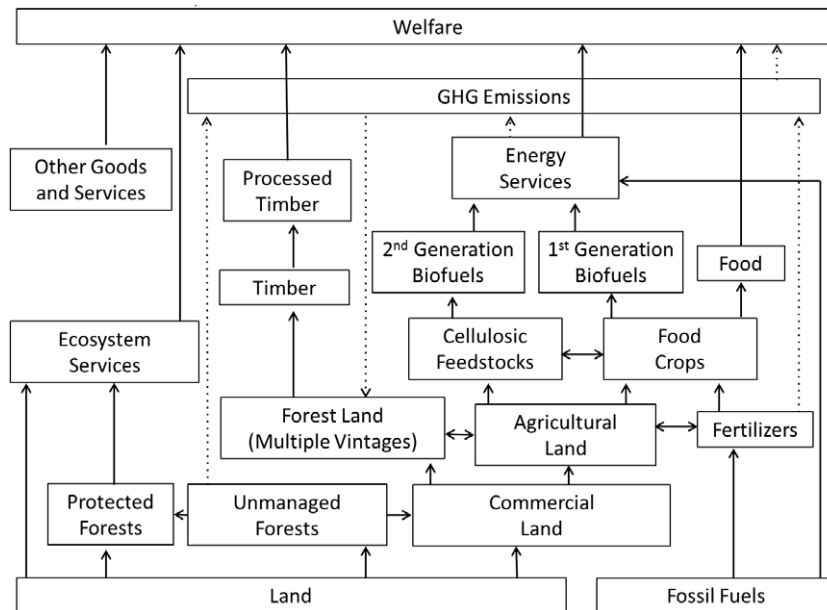 Welfare
GHG Emissions
Other Goods
and Services
Processed
Timber
Energy
Services
2nd Generation
Biofuels
1st Generation
Biofuels
Food
Timber
Ecosystem
Services
Cellulosic
Feedstocks
Food
Crops
Forest Land
(Multiple Vintages)
Agricultural
Land
Fertilizers
Protected
Forests
Unmanaged
Forests
Commercial
Land
Land
Fossil Fuels